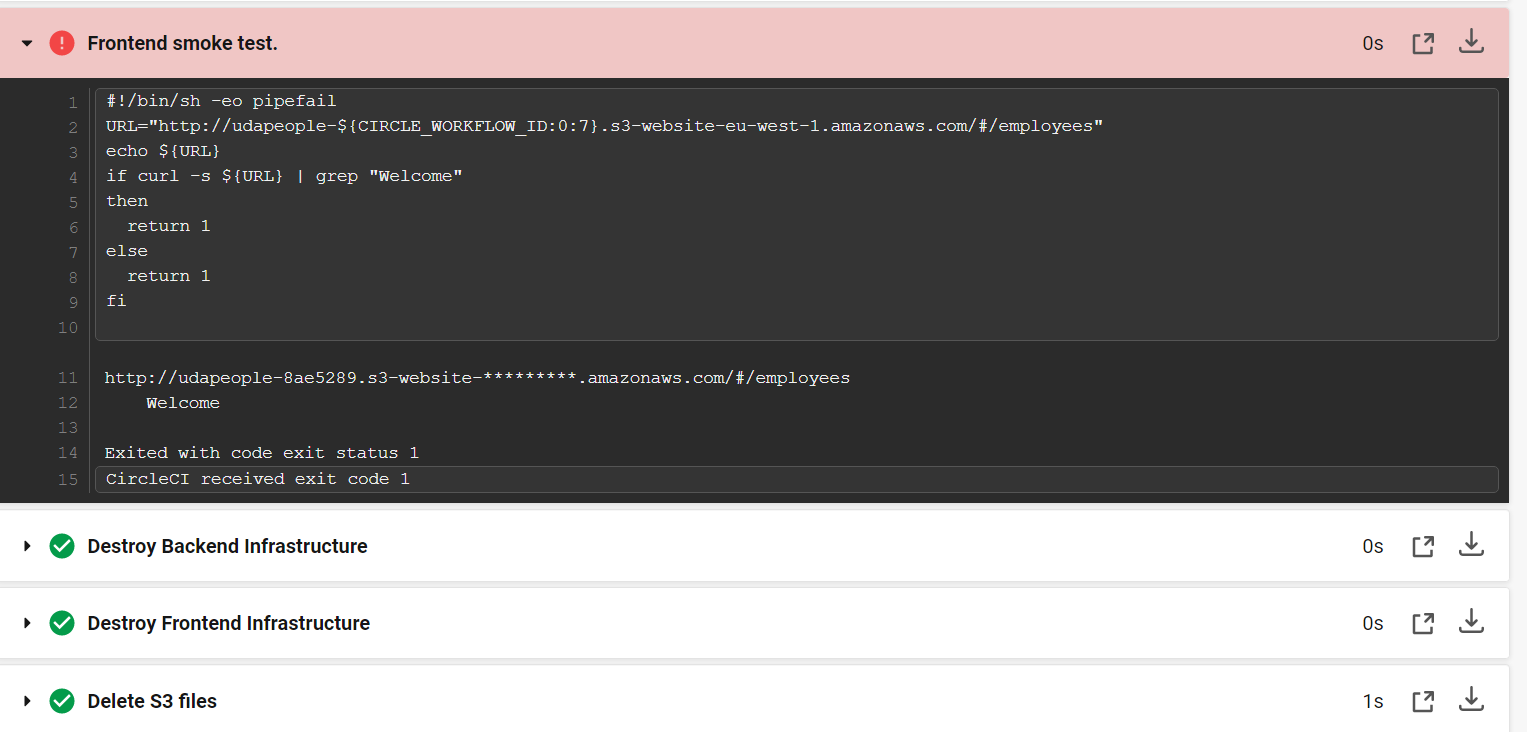 Frontend smoke test. 0s
1 #!/bin/sh -eo pipefail
2 URL="http://udapeople-${CIRCLE_WORKFLOW_ID:0:7}.s3-website-eu-west-1.amazonaws.com/#/employees"
3 echo ${URL}
4 if curl -s ${URL} | grep "Welcome"
5 then
6   return 1
7 else
8   return 1
9 fi
10
11 http://udapeople-8ae5289.s3-website-*********.amazonaws.com/#/employees
12     Welcome
13
14 Exited with code exit status 1
15 CircleCI received exit code 1
Destroy Backend Infrastructure 0s
Destroy Frontend Infrastructure 0s
Delete S3 files 1s